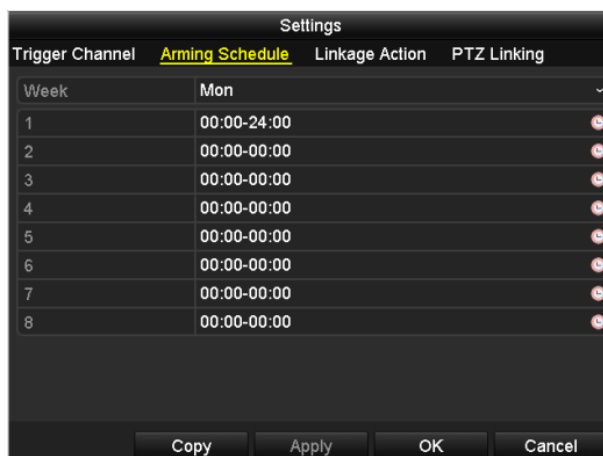 Settings
Trigger Channel Arming Schedule Linkage Action PTZ Linking
Week Mon
1 00:00-24:00
2 00:00-00:00
3 00:00-00:00
4 00:00-00:00
5 00:00-00:00
6 00:00-00:00
7 00:00-00:00
8 00:00-00:00
Copy Apply OK Cancel